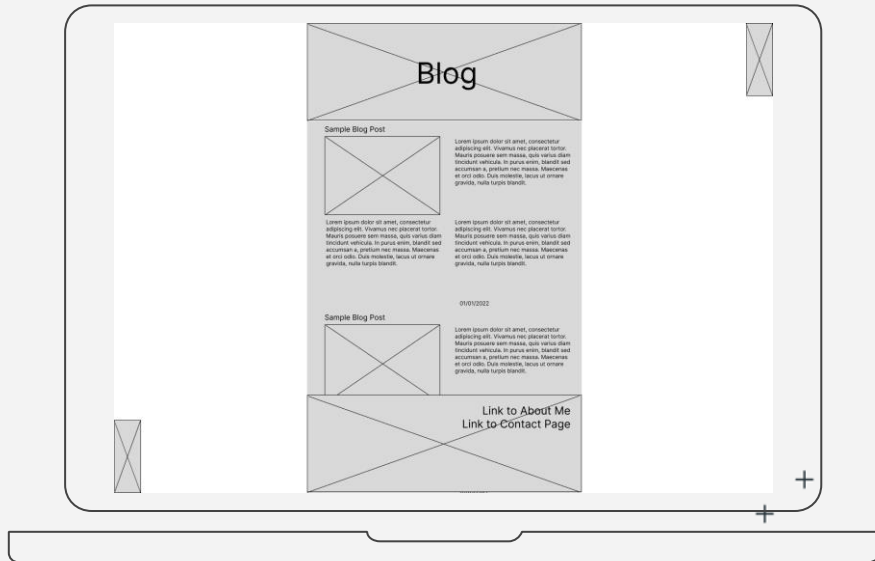 Blog
Sample Blog Post
Lorem ipsum dolor sit amet, consectetur
adipiscing elit. Vivamus nec placerat tortor.
Mauris posuere sem massa, quis varius diam
tincidunt vehicula. In purus enim, blandit sed
accumsan a, pretium nec massa. Maecenas
et orci odio. Duis molestie, lacus ut ornare
gravida, nulla turpis blandit.
Lorem ipsum dolor sit amet, consectetur
adipiscing elit. Vivamus nec placerat tortor.
Mauris posuere sem massa, quis varius diam
tincidunt vehicula. In purus enim, blandit sed
accumsan a, pretium nec massa. Maecenas
et orci odio. Duis molestie, lacus ut ornare
gravida, nulla turpis blandit.
Lorem ipsum dolor sit amet, consectetur
adipiscing elit. Vivamus nec placerat tortor.
Mauris posuere sem massa, quis varius diam
tincidunt vehicula. In purus enim, blandit sed
accumsan a, pretium nec massa. Maecenas
et orci odio. Duis molestie, lacus ut ornare
gravida, nulla turpis blandit.
01/01/2022
Sample Blog Post
Lorem ipsum dolor sit amet, consectetur
adipiscing elit. Vivamus nec placerat tortor.
Mauris posuere sem massa, quis varius diam
tincidunt vehicula. In purus enim, blandit sed
accumsan a, pretium nec massa. Maecenas
et orci odio. Duis molestie, lacus ut ornare
gravida, nulla turpis blandit.
Link to About Me
Link to Contact Page